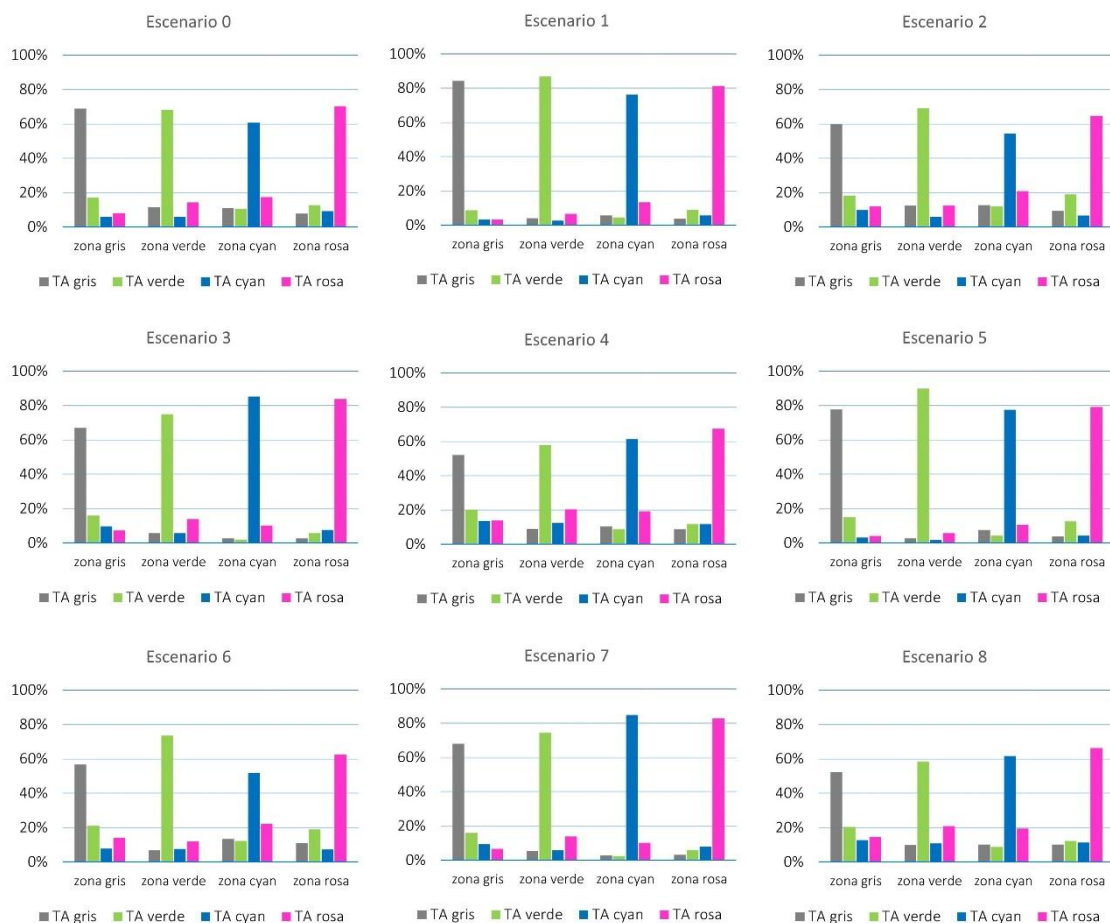 Escenario 0
100%
80%
60%
40%
20%
0%
zona gris zona verde zona cyan zona rosa
TA gris TA verde TA cyan TA rosa
Escenario 1
100%
80%
60%
40%
20%
0%
zona gris zona verde zona cyan zona rosa
TA gris TA verde TA cyan TA rosa
Escenario 2
100%
80%
60%
40%
20%
0%
zona gris zona verde zona cyan zona rosa
TA gris TA verde TA cyan TA rosa
Escenario 3
100%
80%
60%
40%
20%
0%
zona gris zona verde zona cyan zona rosa
TA gris TA verde TA cyan TA rosa
Escenario 4
100%
80%
60%
40%
20%
0%
zona gris zona verde zona cyan zona rosa
TA gris TA verde TA cyan TA rosa
Escenario 5
100%
80%
60%
40%
20%
0%
zona gris zona verde zona cyan zona rosa
TA gris TA verde TA cyan TA rosa
Escenario 6
100%
80%
60%
40%
20%
0%
zona gris zona verde zona cyan zona rosa
TA gris TA verde TA cyan TA rosa
Escenario 7
100%
80%
60%
40%
20%
0%
zona gris zona verde zona cyan zona rosa
TA gris TA verde TA cyan TA rosa
Escenario 8
100%
80%
60%
40%
20%
0%
zona gris zona verde zona cyan zona rosa
TA gris TA verde TA cyan TA rosa